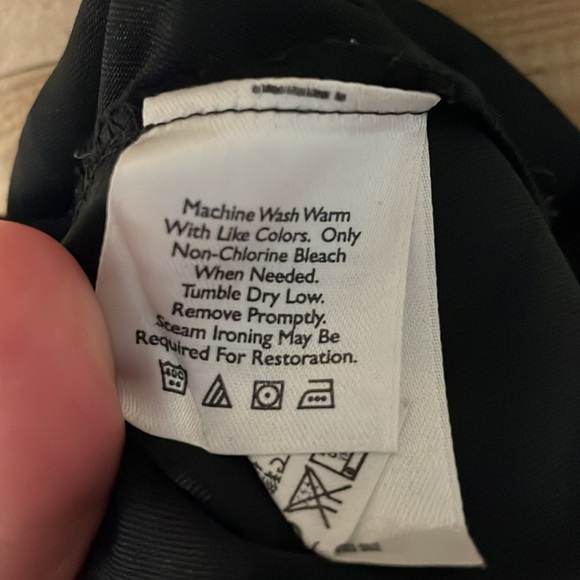 Machine Wash Warm
With Like Colors. Only
Non-Chlorine Bleach
When Needed.
Tumble Dry Low.
Remove Promptly.
Steam Ironing May Be
Required For Restoration.
40C